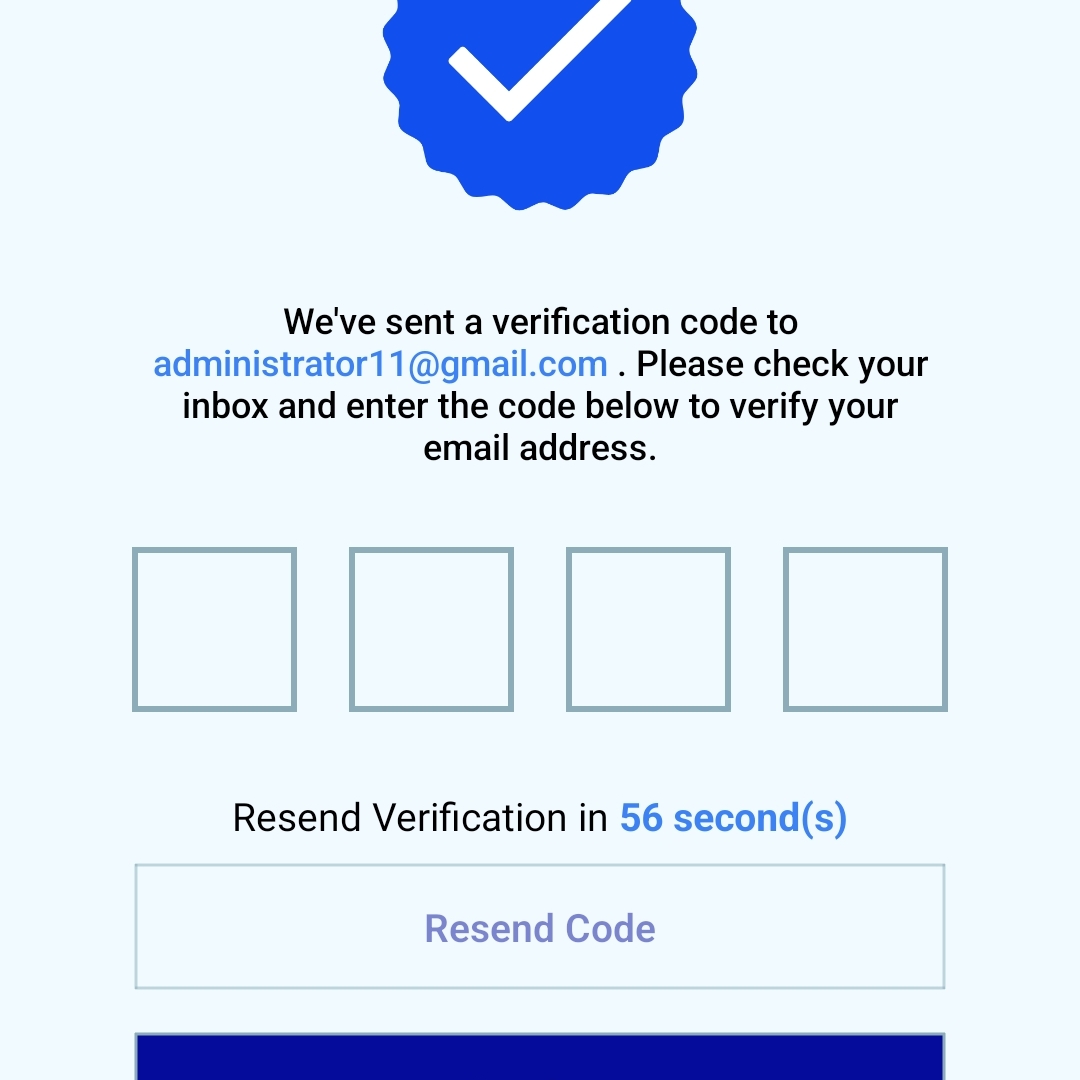 We've sent a verification code to
administrator11@gmail.com . Please check your
inbox and enter the code below to verify your
email address.
Resend Verification in 56 second(s)
Resend Code